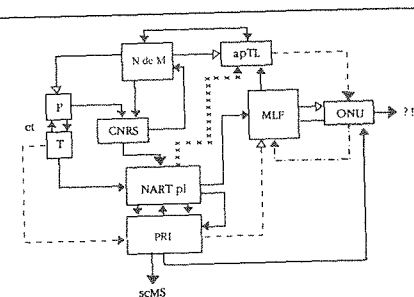 N de M
apTL
P
MLF
ONU
?!
ct
CNRS
T
NART pl
PRI
scMS